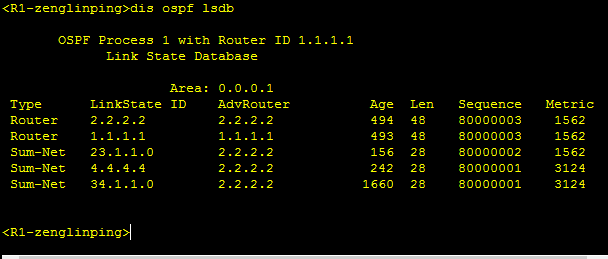 <R1-zenglinping>dis ospf lsdb
OSPF Process 1 with Router ID 1.1.1.1
Link State Database
Area: 0.0.0.1
Type LinkState ID AdvRouter Age Len Sequence Metric
Router 2.2.2.2 2.2.2.2 494 48 80000003 1562
Router 1.1.1.1 1.1.1.1 493 48 80000003 1562
Sum-Net 23.1.1.0 2.2.2.2 156 28 80000002 1562
Sum-Net 4.4.4.4 2.2.2.2 242 28 80000001 3124
Sum-Net 34.1.1.0 2.2.2.2 1660 28 80000001 3124
<R1-zenglinping>